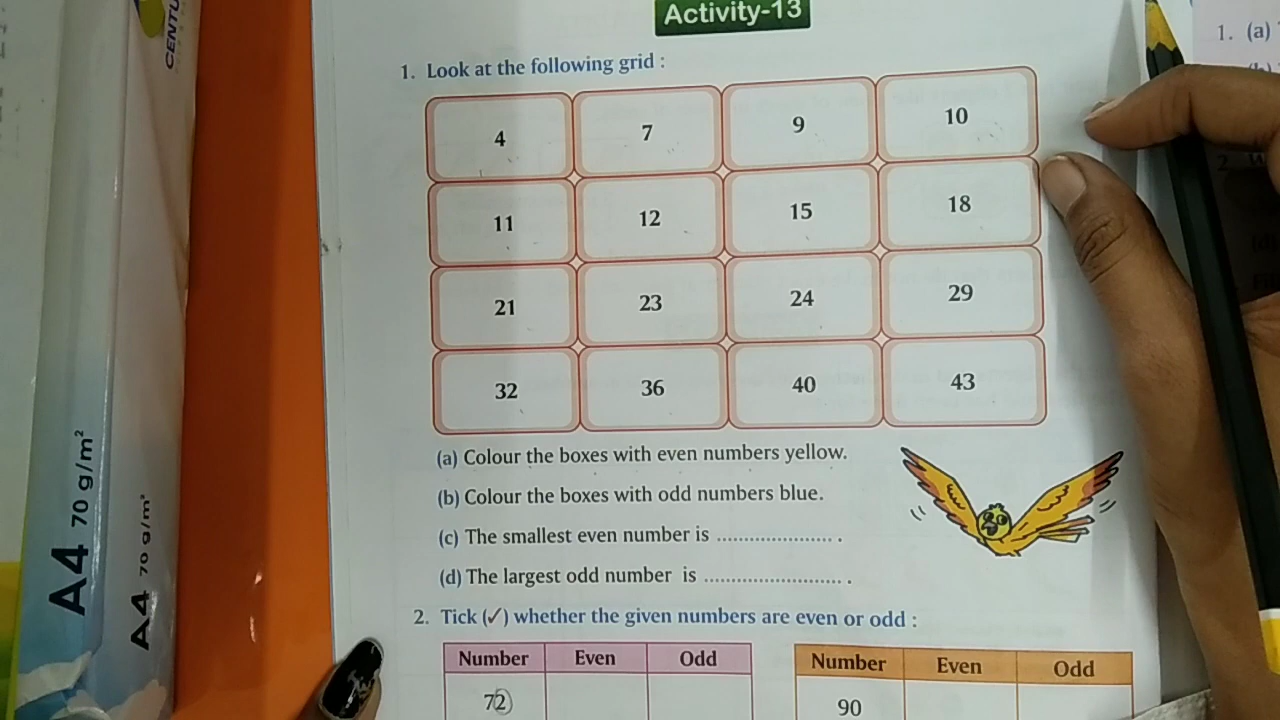 Activity-13
1. Look at the following grid :
4 7 9 10
11 12 15 18
21 23 24 29
32 36 40 43
(a) Colour the boxes with even numbers yellow.
(b) Colour the boxes with odd numbers blue.
(c) The smallest even number is .................... .
(d) The largest odd number is ........................ .
2. Tick (✓) whether the given numbers are even or odd :
Number Even Odd
72
Number Even Odd
90
A4 70 g/m²
A4 70 g/m²
CENTU
1. (a)